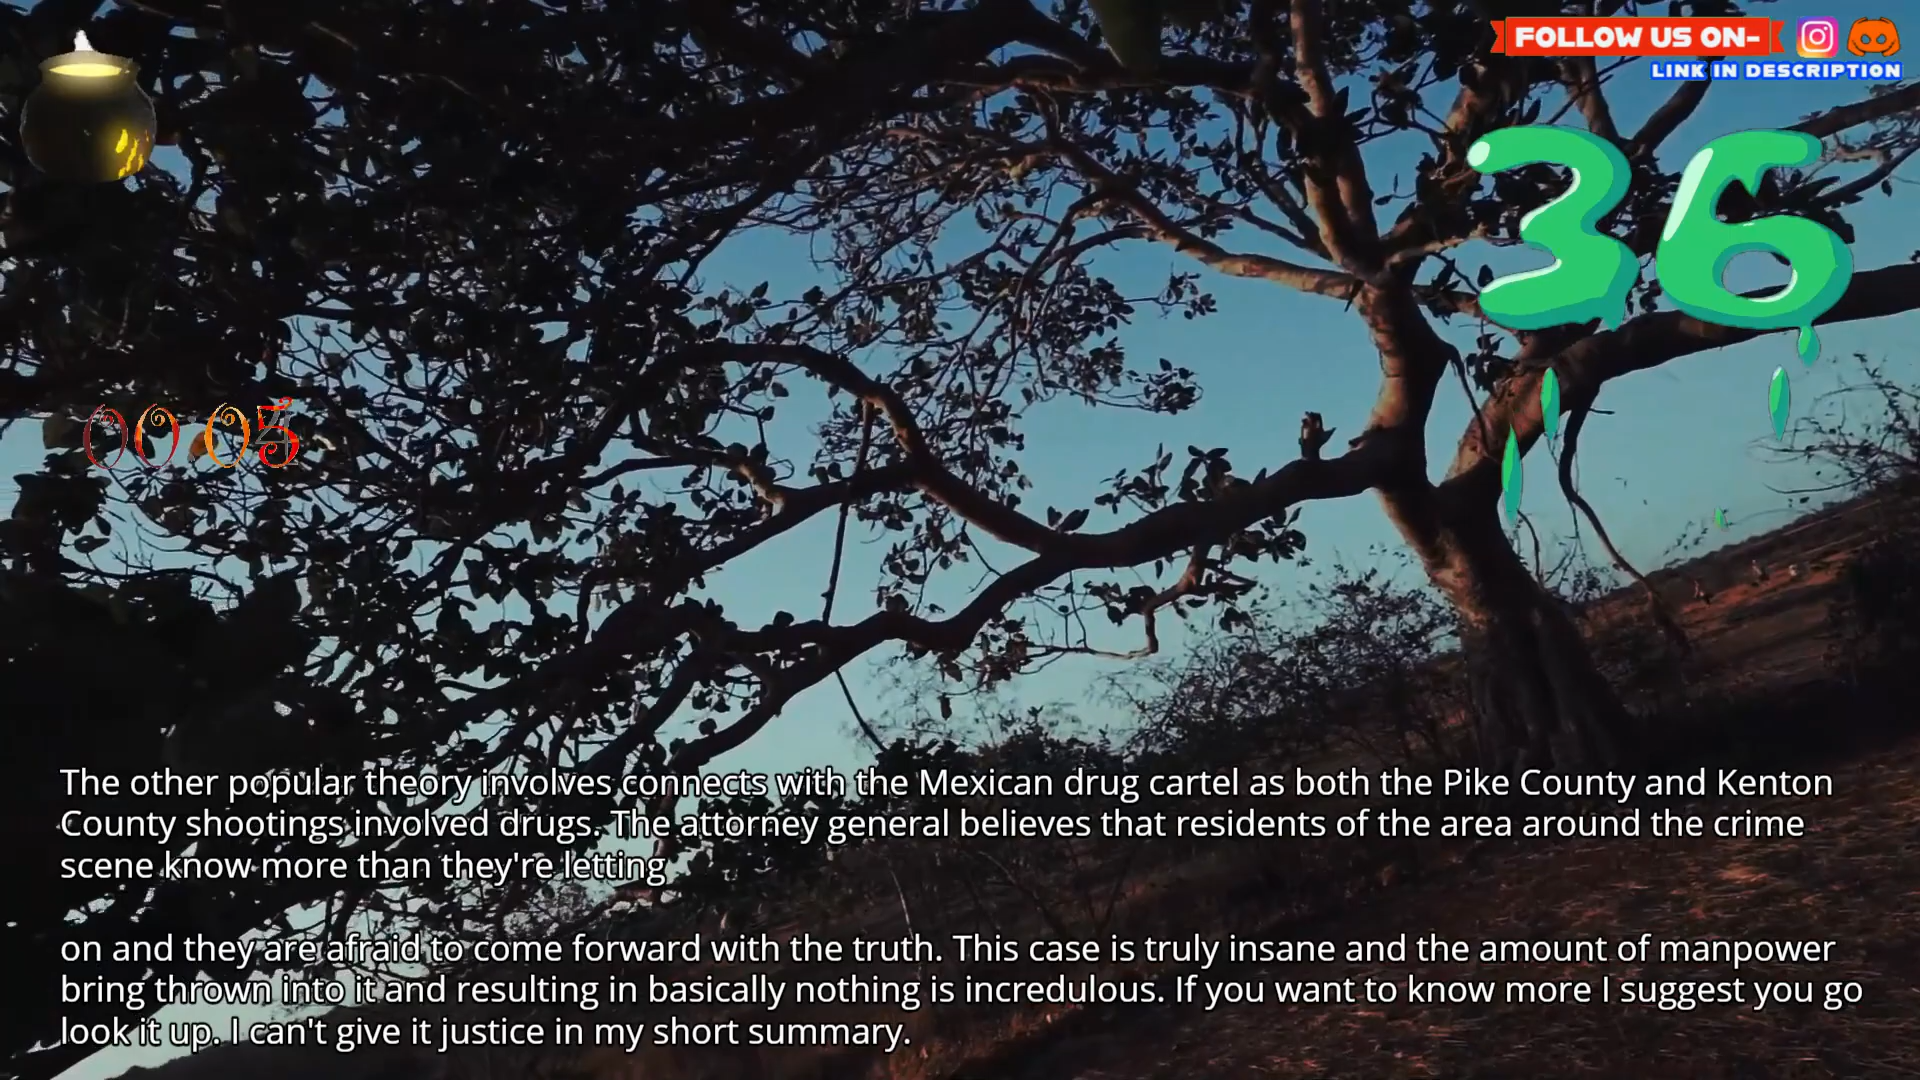 FOLLOW US ON-
LINK IN DESCRIPTION
36
00 05
The other popular theory involves connects with the Mexican drug cartel as both the Pike County and Kenton
County shootings involved drugs. The attorney general believes that residents of the area around the crime
scene know more than they're letting
on and they are afraid to come forward with the truth. This case is truly insane and the amount of manpower
bring thrown into it and resulting in basically nothing is incredulous. If you want to know more I suggest you go
look it up. I can't give it justice in my short summary.